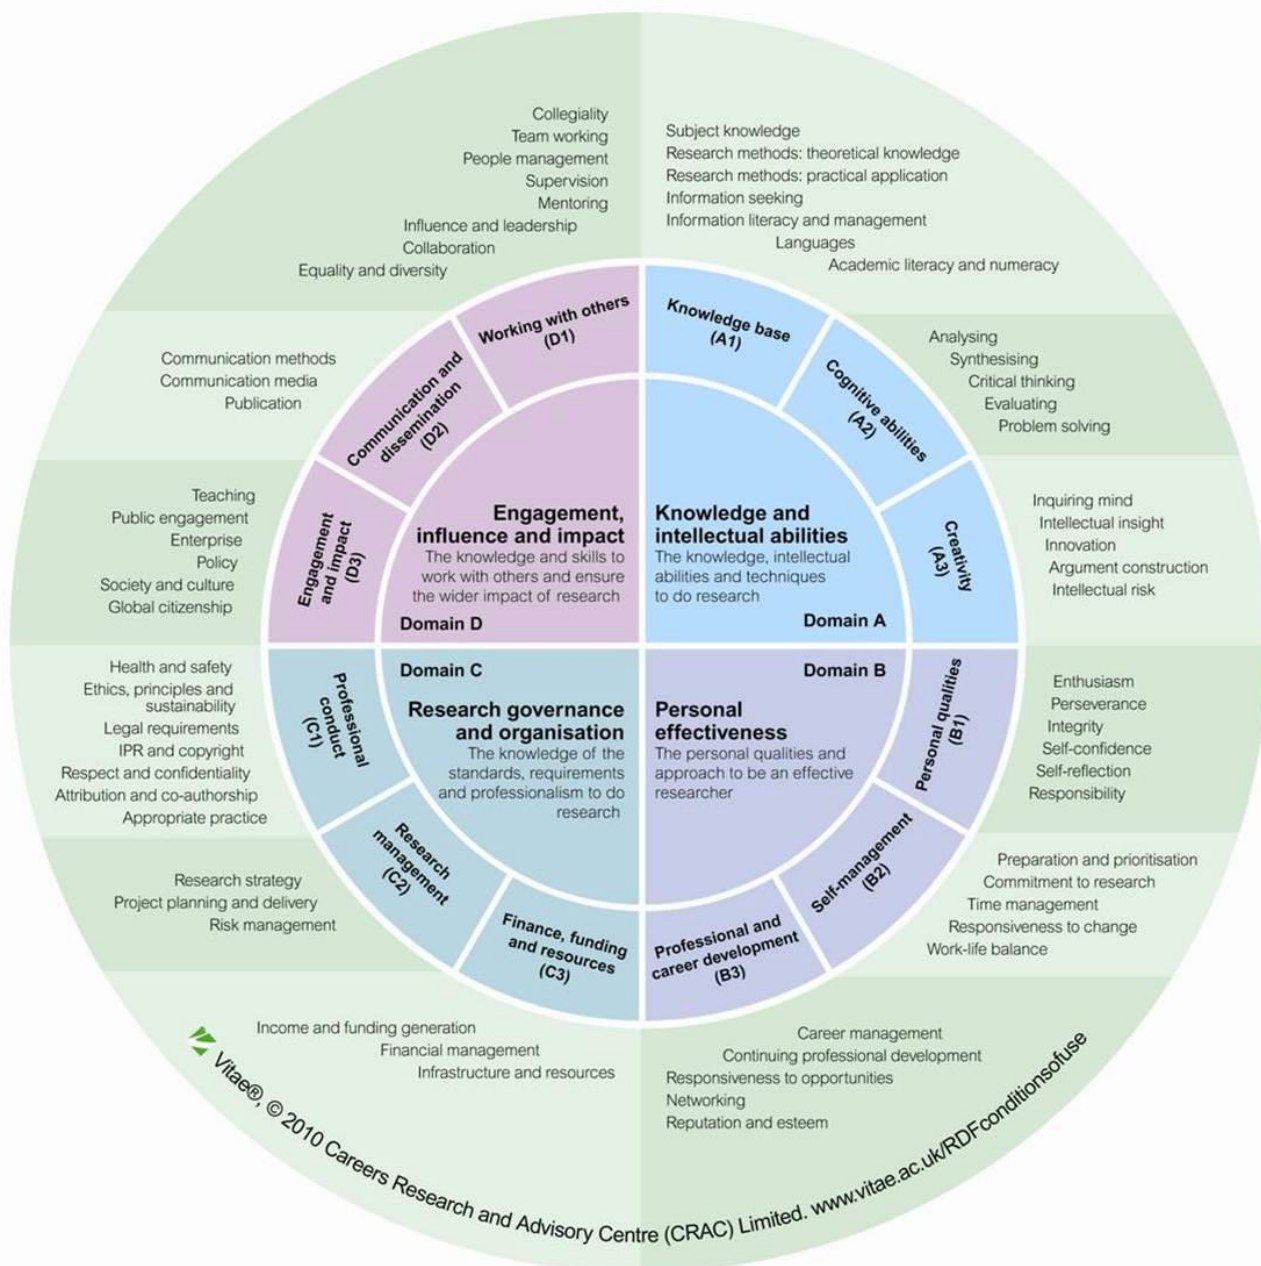 Collegiality
Team working
People management
Supervision
Mentoring
Influence and leadership
Collaboration
Equality and diversity
Subject knowledge
Research methods: theoretical knowledge
Research methods: practical application
Information seeking
Information literacy and management
Languages
Academic literacy and numeracy
Working with others
(D1)
Knowledge base
(A1)
Communication methods
Communication media
Publication
Communication and
dissemination
(D2)
Cognitive abilities
(A2)
Analysing
Synthesising
Critical thinking
Evaluating
Problem solving
Teaching
Public engagement
Enterprise
Policy
Society and culture
Global citizenship
Engagement
and impact
(D3)
Engagement,
influence and impact
The knowledge and skills to
work with others and ensure
the wider impact of research
Domain D
Knowledge and
intellectual abilities
The knowledge, intellectual
abilities and techniques
to do research
Domain A
Creativity
(A3)
Inquiring mind
Intellectual insight
Innovation
Argument construction
Intellectual risk
Health and safety
Ethics, principles and
sustainability
Legal requirements
IPR and copyright
Respect and confidentiality
Attribution and co-authorship
Appropriate practice
Professional
conduct
(C1)
Domain C
Research governance
and organisation
The knowledge of the
standards, requirements
and professionalism to do
research
Domain B
Personal
effectiveness
The personal qualities and
approach to be an effective
researcher
Personal qualities
(B1)
Enthusiasm
Perseverance
Integrity
Self-confidence
Self-reflection
Responsibility
Research strategy
Project planning and delivery
Risk management
Research
management
(C2)
Self-management
(B2)
Preparation and prioritisation
Commitment to research
Time management
Responsiveness to change
Work-life balance
Finance, funding
and resources
(C3)
Professional and
career development
(B3)
Income and funding generation
Financial management
Infrastructure and resources
Career management
Continuing professional development
Responsiveness to opportunities
Networking
Reputation and esteem
Vitae®, © 2010 Careers Research and Advisory Centre (CRAC) Limited. www.vitae.ac.uk/RDFconditionsofuse